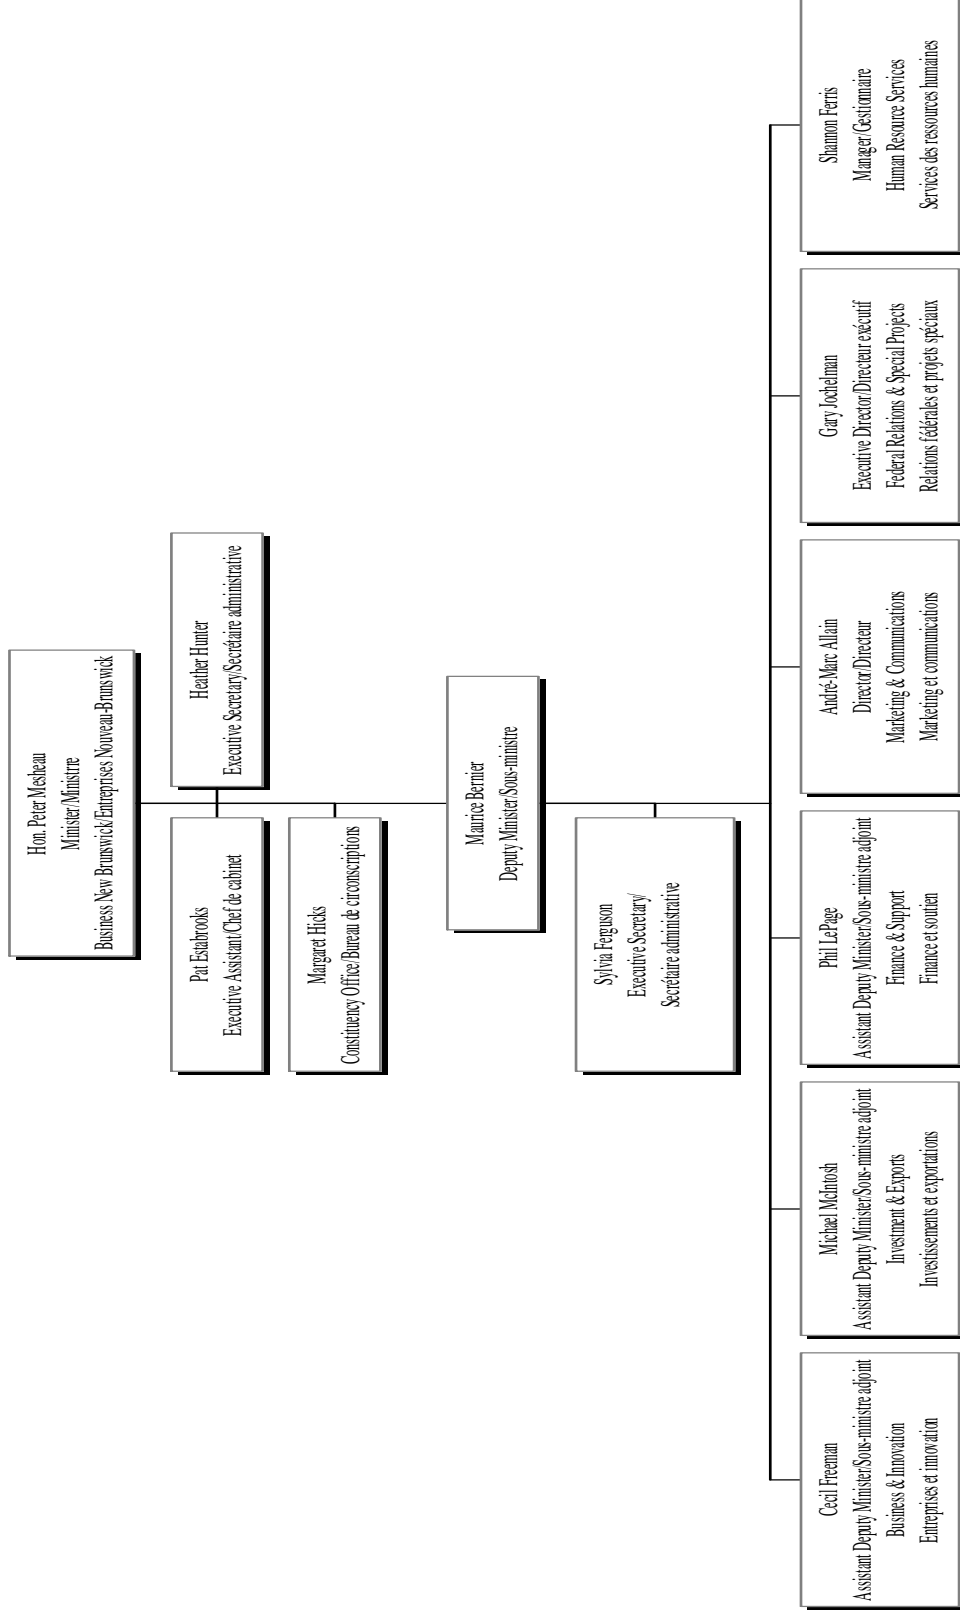 Hon. Peter Mesheau
Minister/Ministre
Business New Brunswick/Entreprises Nouveau-Brunswick
Pat Estabrooks
Executive Assistant/Chef de cabinet
Heather Hunter
Executive Secretary/Secrétaire administrative
Margaret Hicks
Constituency Office/Bureau de circonscriptions
Maurice Bernier
Deputy Minister/Sous-ministre
Sylvia Ferguson
Executive Secretary/
Secrétaire administrative
Cecil Freeman
Assistant Deputy Minister/Sous-ministre adjoint
Business & Innovation
Entreprises et innovation
Michael McIntosh
Assistant Deputy Minister/Sous-ministre adjoint
Investment & Exports
Investissements et exportations
Phil LePage
Assistant Deputy Minister/Sous-ministre adjoint
Finance & Support
Finance et soutien
André-Marc Allain
Director/Directeur
Marketing & Communications
Marketing et communications
Gary Jochelman
Executive Director/Directeur exécutif
Federal Relations & Special Projects
Relations fédérales et projets spéciaux
Shannon Ferris
Manager/Gestionnaire
Human Resource Services
Services des ressources humaines